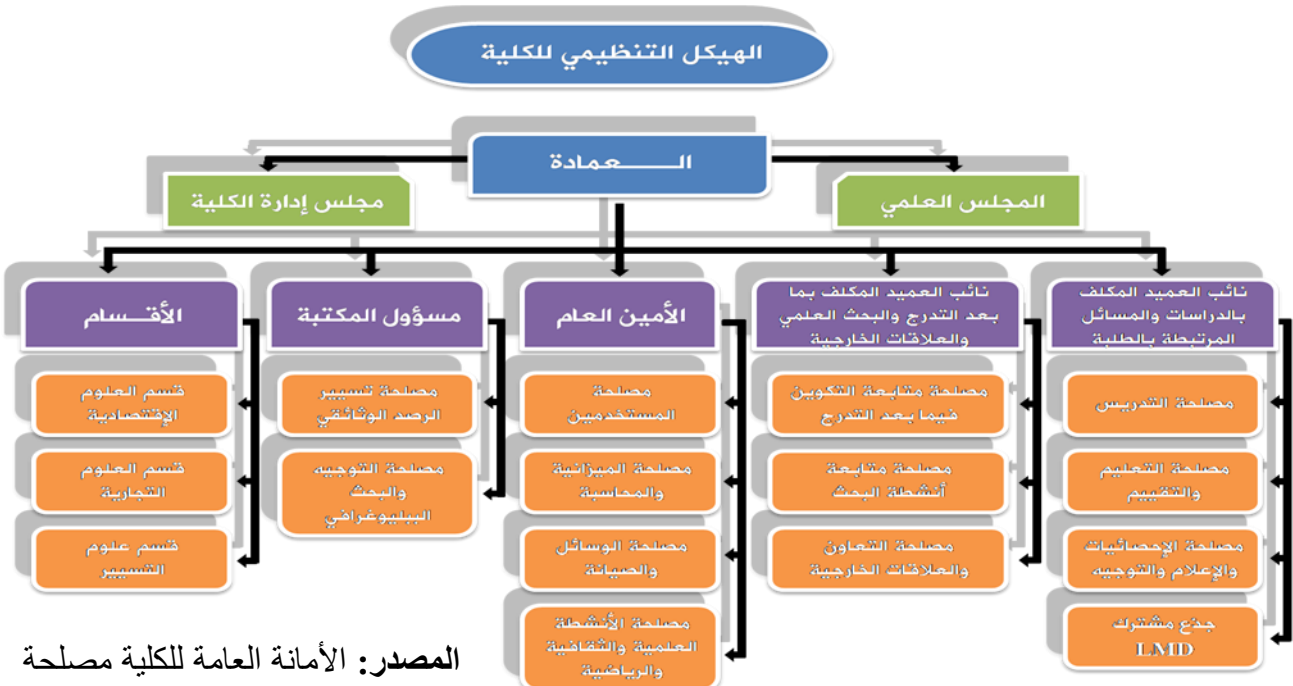 الهيكل التنظيمي للكلية
الـــــــعمادة
المجلس العلمي
مجلس إدارة الكلية
نائب العميد المكلف
بالدراسات والمسائل
المرتبطة بالطلبة
مصلحة التدريس
مصلحة التعليم
والتقييم
مصلحة الإحصائيات
والإعلام والتوجيه
جذع مشترك
LMD
نائب العميد المكلف بما
بعد التدرج والبحث العلمي
والعلاقات الخارجية
مصلحة متابعة التكوين
فيما بعد التدرج
مصلحة متابعة
أنشطة البحث
مصلحة التعاون
والعلاقات الخارجية
الأمين العام
مصلحة
المستخدمين
مصلحة الميزانية
والمحاسبة
مصلحة الوسائل
والصيانة
مصلحة الأنشطة
العلمية والثقافية
والرياضية
مسؤول المكتبة
مصلحة تسيير
الرصد الوثائقي
مصلحة التوجيه
والبحث
الببليوغرافي
الأقـــسام
قسم العلوم
الإقتصادية
قسم العلوم
التجارية
قسم علوم
التسيير
المصدر: الأمانة العامة للكلية مصلحة